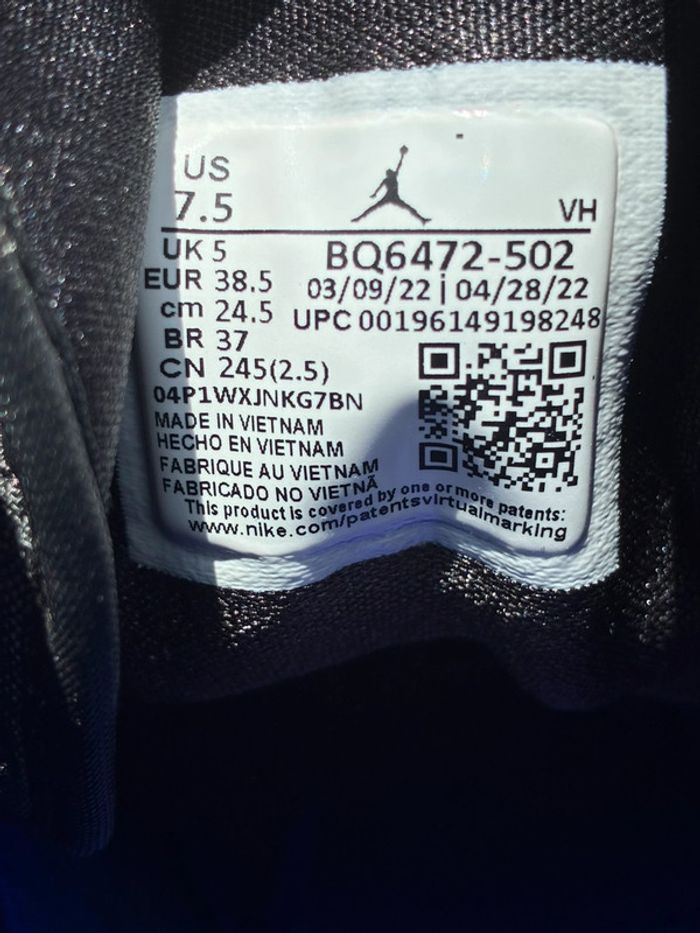 US
7.5
VH
UK 5
BQ6472-502
EUR 38.5
03/09/22 | 04/28/22
cm 24.5
UPC 00196149198248
BR 37
CN 245(2.5)
04P1WXJNKG7BN
MADE IN VIETNAM
HECHO EN VIETNAM
FABRIQUE AU VIETNAM
FABRICADO NO VIETNÃ
This product is covered by one or more patents:
www.nike.com/patentsvirtualmarking